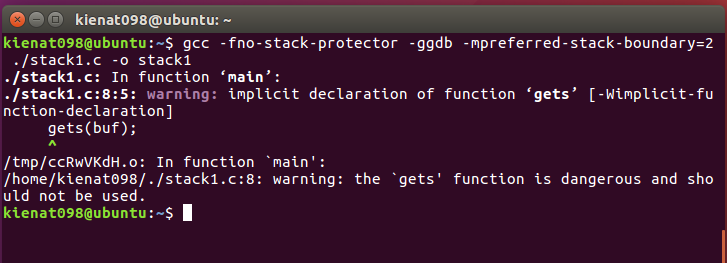 kienat098@ubuntu: ~
kienat098@ubuntu:~$ gcc -fno-stack-protector -ggdb -mpreferred-stack-boundary=2
./stack1.c -o stack1
./stack1.c: In function ‘main’:
./stack1.c:8:5: warning: implicit declaration of function ‘gets’ [-Wimplicit-fu
nction-declaration]
gets(buf);
^
/tmp/ccRwVKdH.o: In function `main':
/home/kienat098/./stack1.c:8: warning: the `gets' function is dangerous and sho
uld not be used.
kienat098@ubuntu:~$